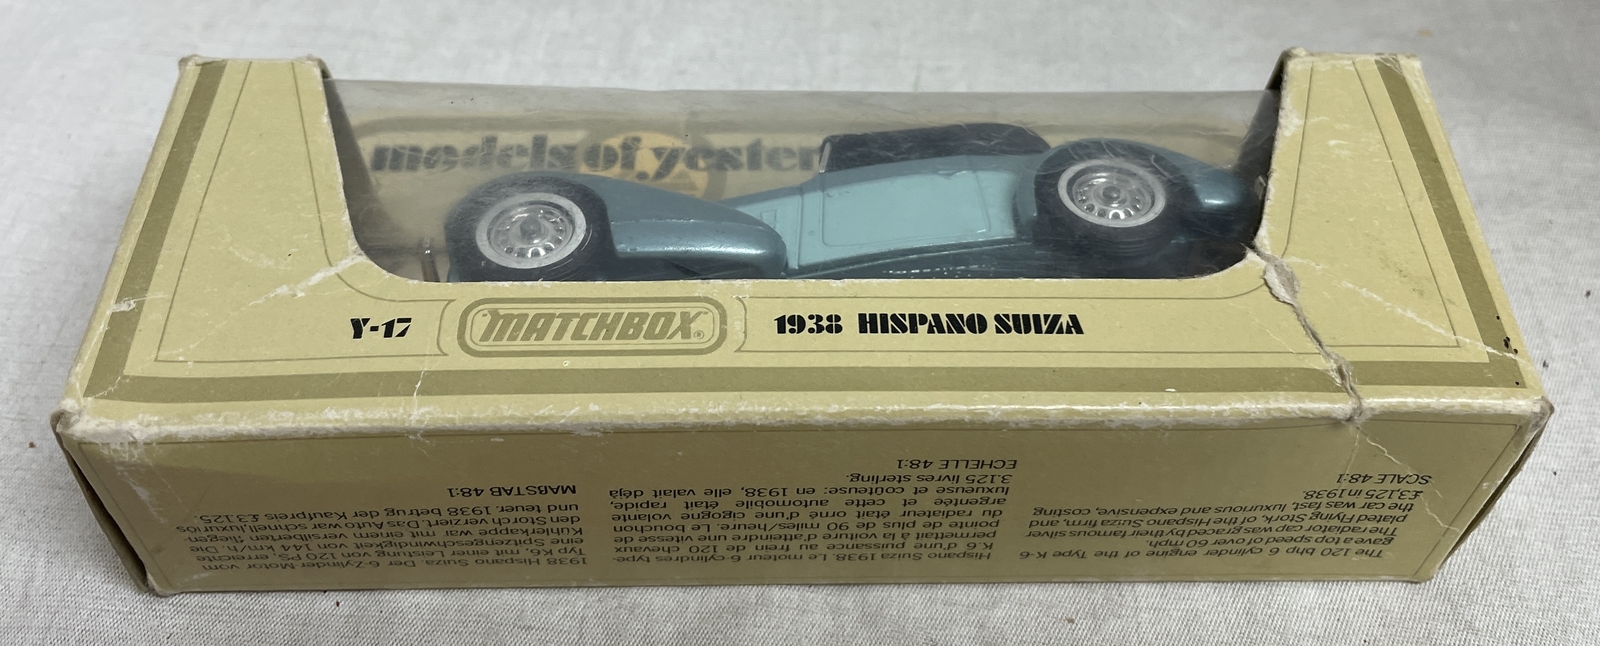 models of yester
Y-17
MATCHBOX®
1938 HISPANO SUIZA
The 120 bhp 6 cylinder engine of the Type K-6
gave a top speed of over 90 mph.
The radiator cap was graced by their famous silver
plated Flying Stork, of the Hispano Suiza firm, and
the car was fast, was luxurious and expensive, costing
£3125 in 1938.
SCALE 48:1
Hispano Suiza 1938. Le moteur 6-cylindres type-
K.6 d'une puissance au frein de 120 chevaux
permettait à la voiture d'atteindre une vitesse de
pointe de plus de 90 miles/heure. Le bouchon
du radiateur était orné d'une cigogne volante
argentée et cette automobile était rapide,
luxueuse et coûteuse: en 1938, elle valait déjà
3.125 livres sterling.
ECHELLE 48:1
1938 Hispano Suiza. Der 6-Zylinder-Motor vom
Typ K6, mit einer Leistung von 120 PS, erreichte
eine Spitzengeschwindigkeit von 144 km/h. Die
Kühlerkappe war mit einem versilberten fliegen-
den Storch verziert. Das Auto war schnell, luxuriös
und teuer. 1938 betrug der Kaufpreis £3.125.
MABSTAB 48:1